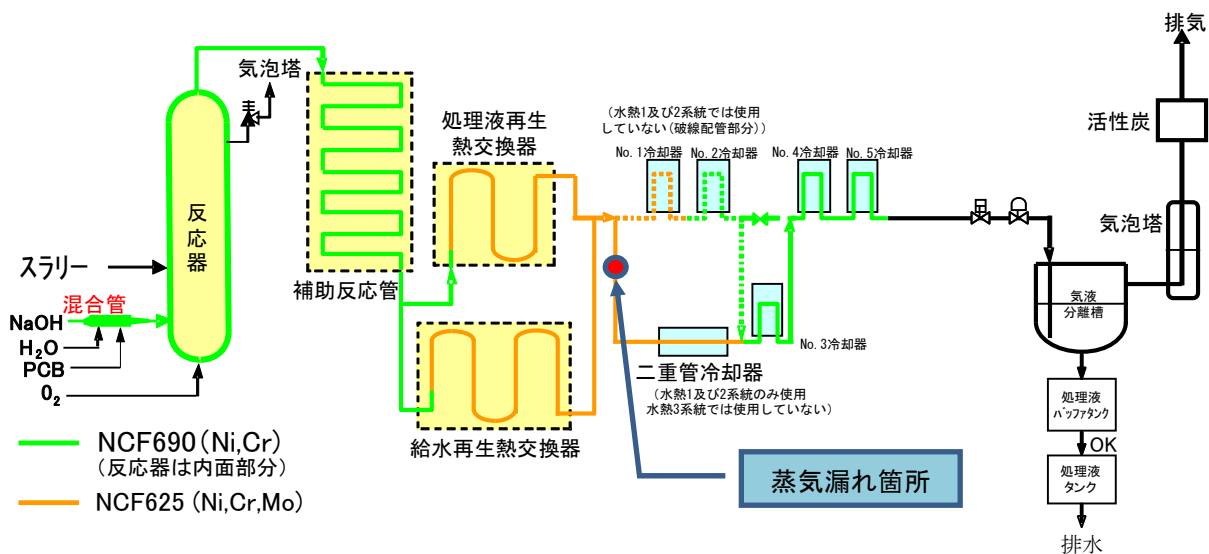 排気
気泡塔
活性炭
(水熱1及び2系統では使用
していない(破線配管部分))
処理液再生
熱交換器
No.1冷却器
No.2冷却器
No.4冷却器
No.5冷却器
反応器
気泡塔
スラリー
補助反応管
混合管
NaOH
H₂O
PCB
O₂
気液
分離槽
No.3冷却器
二重管冷却器
(水熱1及び2系統のみ使用
水熱3系統では使用していない)
処理液
バッファタンク
OK
給水再生熱交換器
NCF690(Ni,Cr)
(反応器は内面部分)
蒸気漏れ箇所
処理液
タンク
NCF625 (Ni,Cr,Mo)
排水